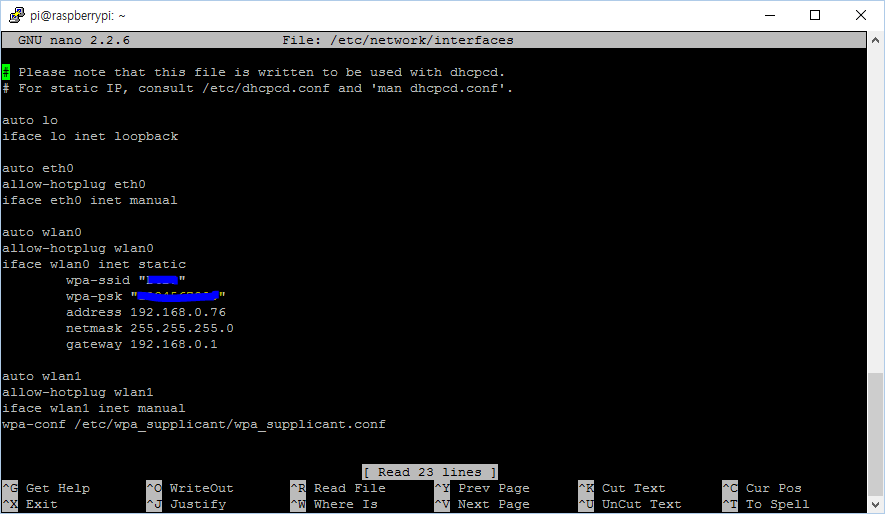 pi@raspberrypi: ~
GNU nano 2.2.6 File: /etc/network/interfaces
# Please note that this file is written to be used with dhcpcd.
# For static IP, consult /etc/dhcpcd.conf and 'man dhcpcd.conf'.
auto lo
iface lo inet loopback
auto eth0
allow-hotplug eth0
iface eth0 inet manual
auto wlan0
allow-hotplug wlan0
iface wlan0 inet static
wpa-ssid "
wpa-psk "
address 192.168.0.76
netmask 255.255.255.0
gateway 192.168.0.1
auto wlan1
allow-hotplug wlan1
iface wlan1 inet manual
wpa-conf /etc/wpa_supplicant/wpa_supplicant.conf
[ Read 23 lines ]
^G Get Help ^O WriteOut ^R Read File ^Y Prev Page ^K Cut Text ^C Cur Pos
^X Exit ^J Justify ^W Where Is ^V Next Page ^U UnCut Text ^T To Spell